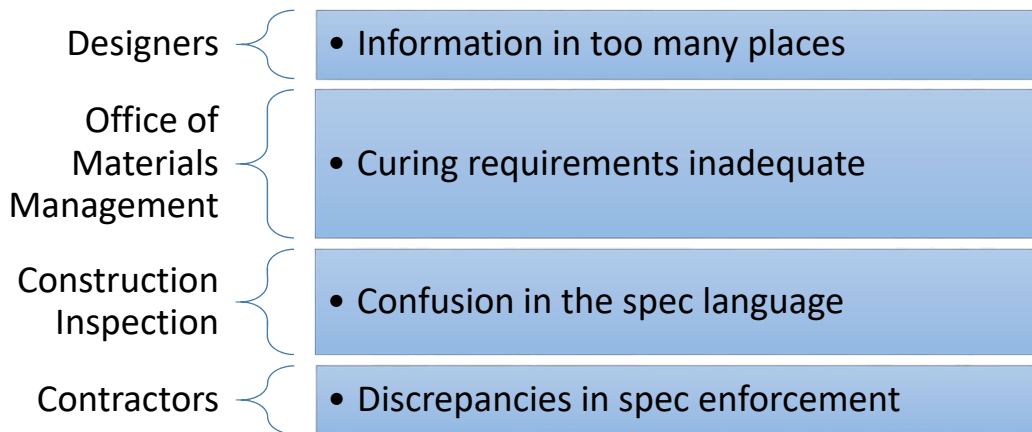 Designers
• Information in too many places
Office of
Materials
Management
• Curing requirements inadequate
Construction
Inspection
• Confusion in the spec language
Contractors
• Discrepancies in spec enforcement